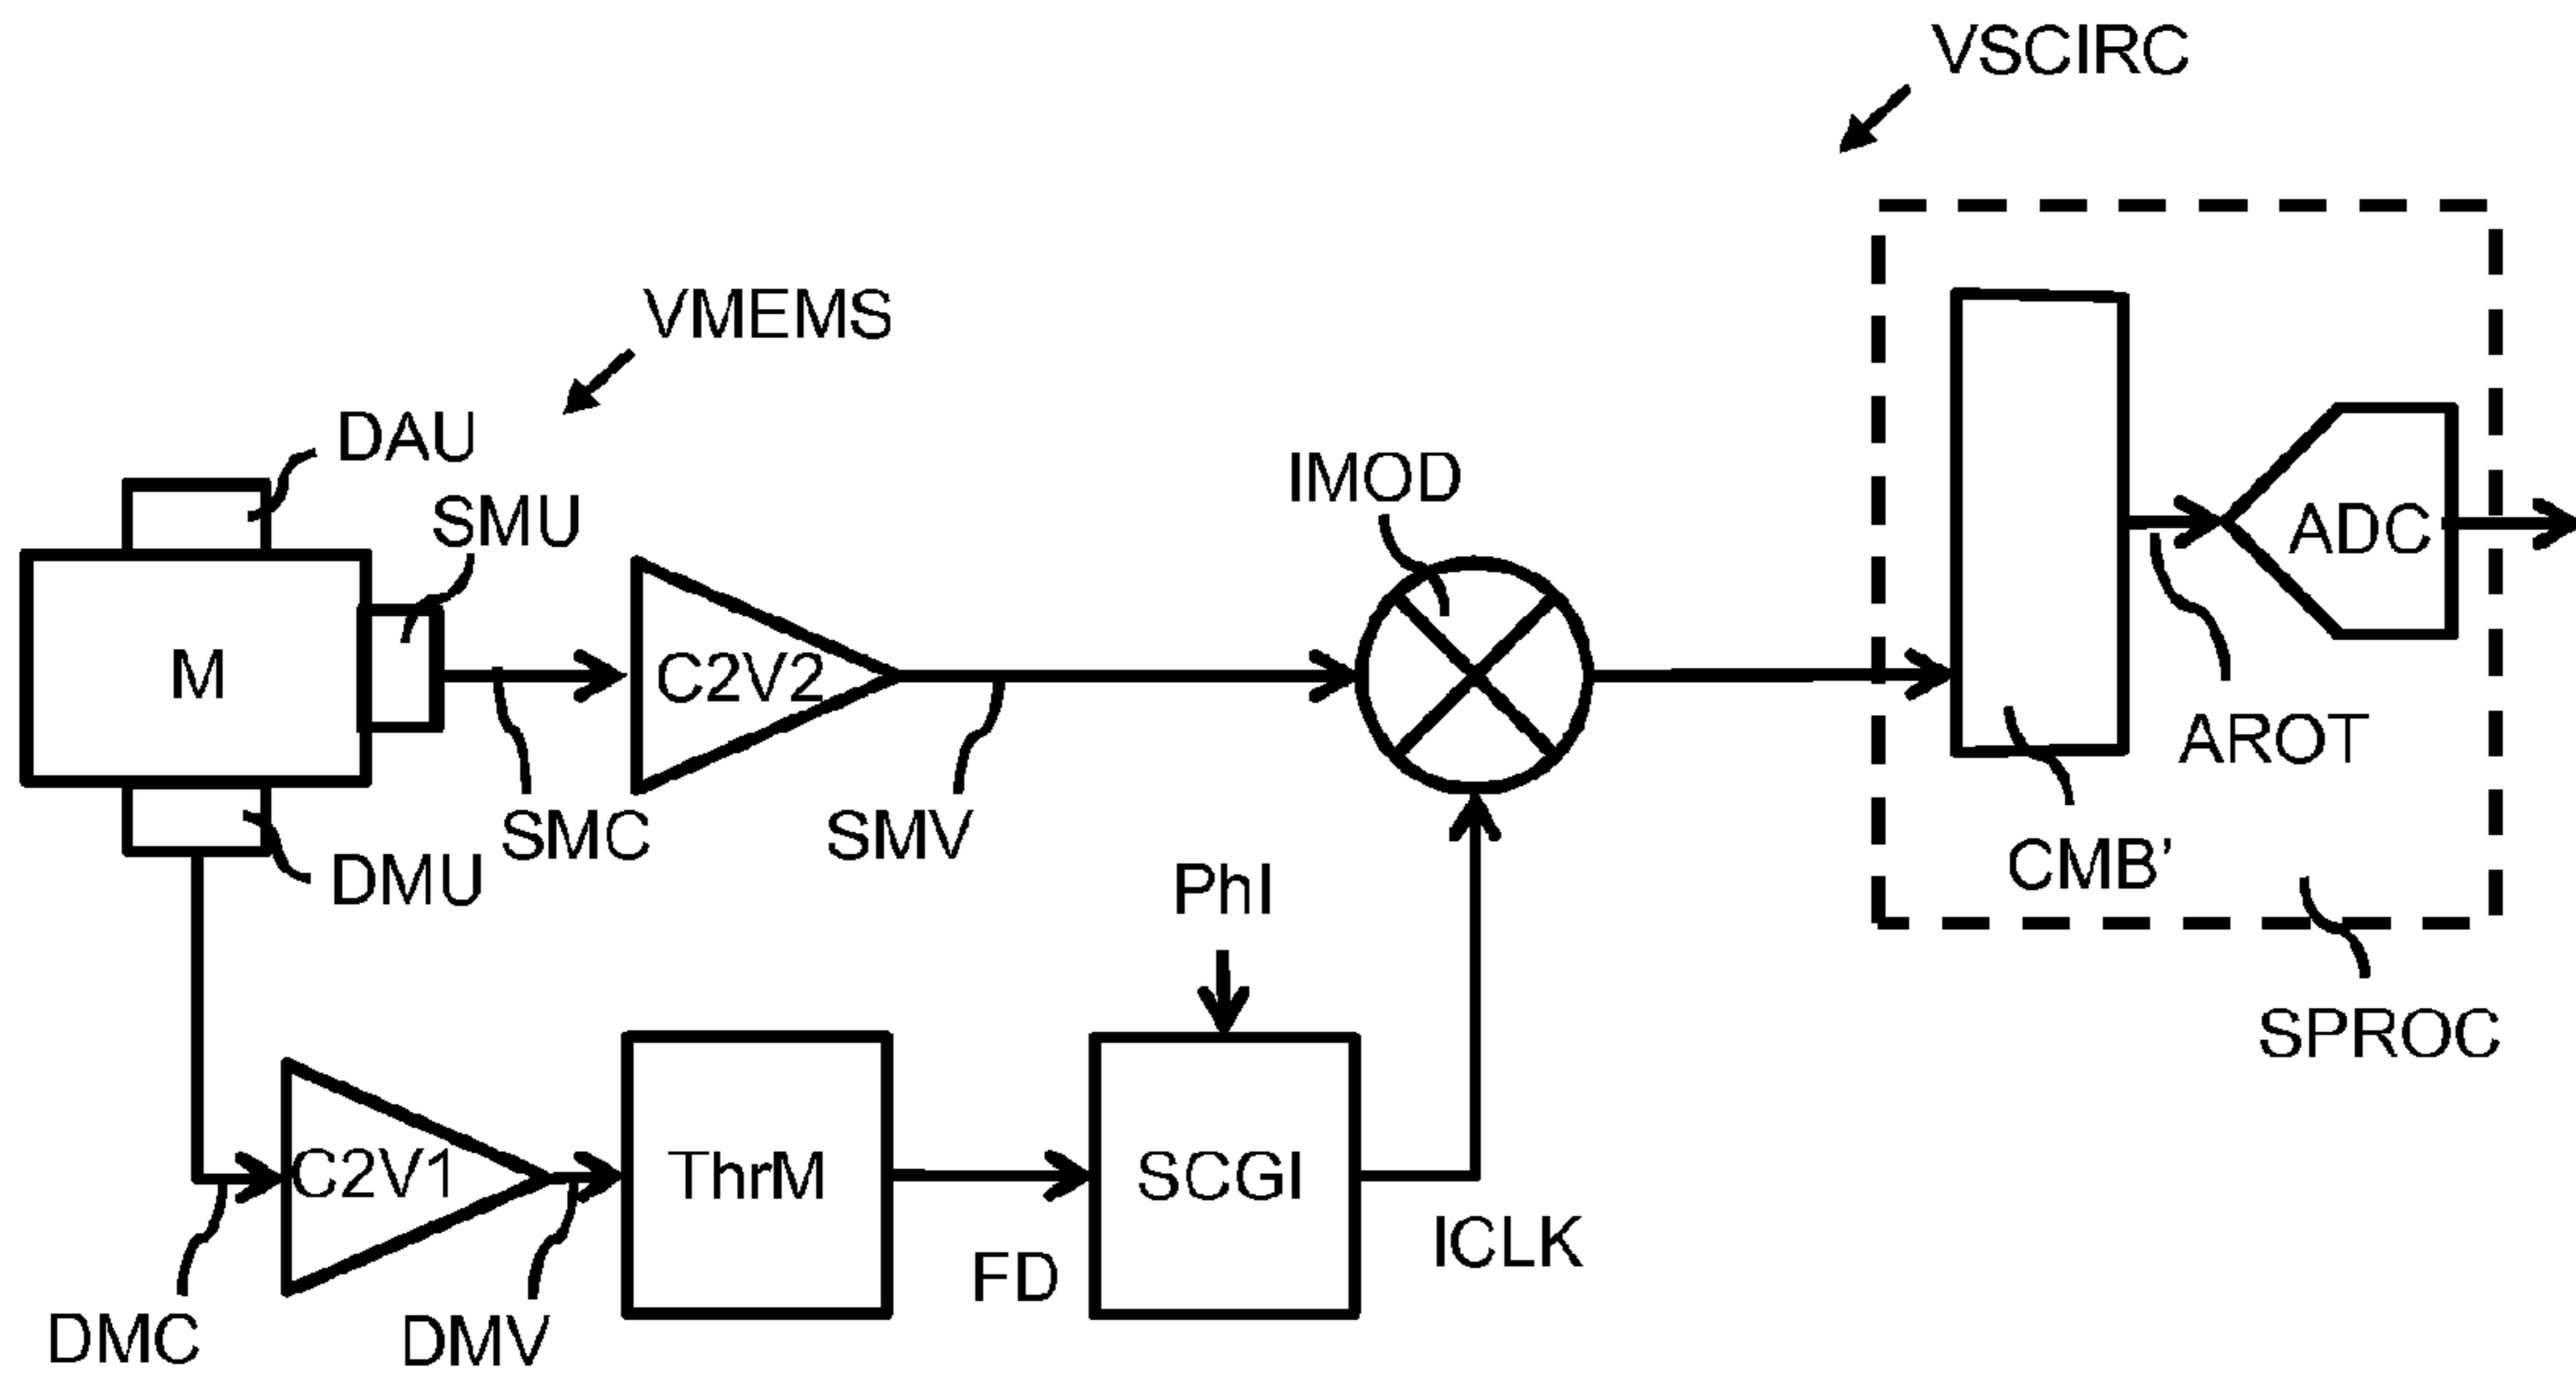 VSCIRC
VMEMS
DAU
SMU
IMOD
ADC
M
C2V2
AROT
SMC
SMV
CMB’
DMU
PhI
SPROC
C2V1
ThrM
SCGI
ICLK
FD
DMC
DMV